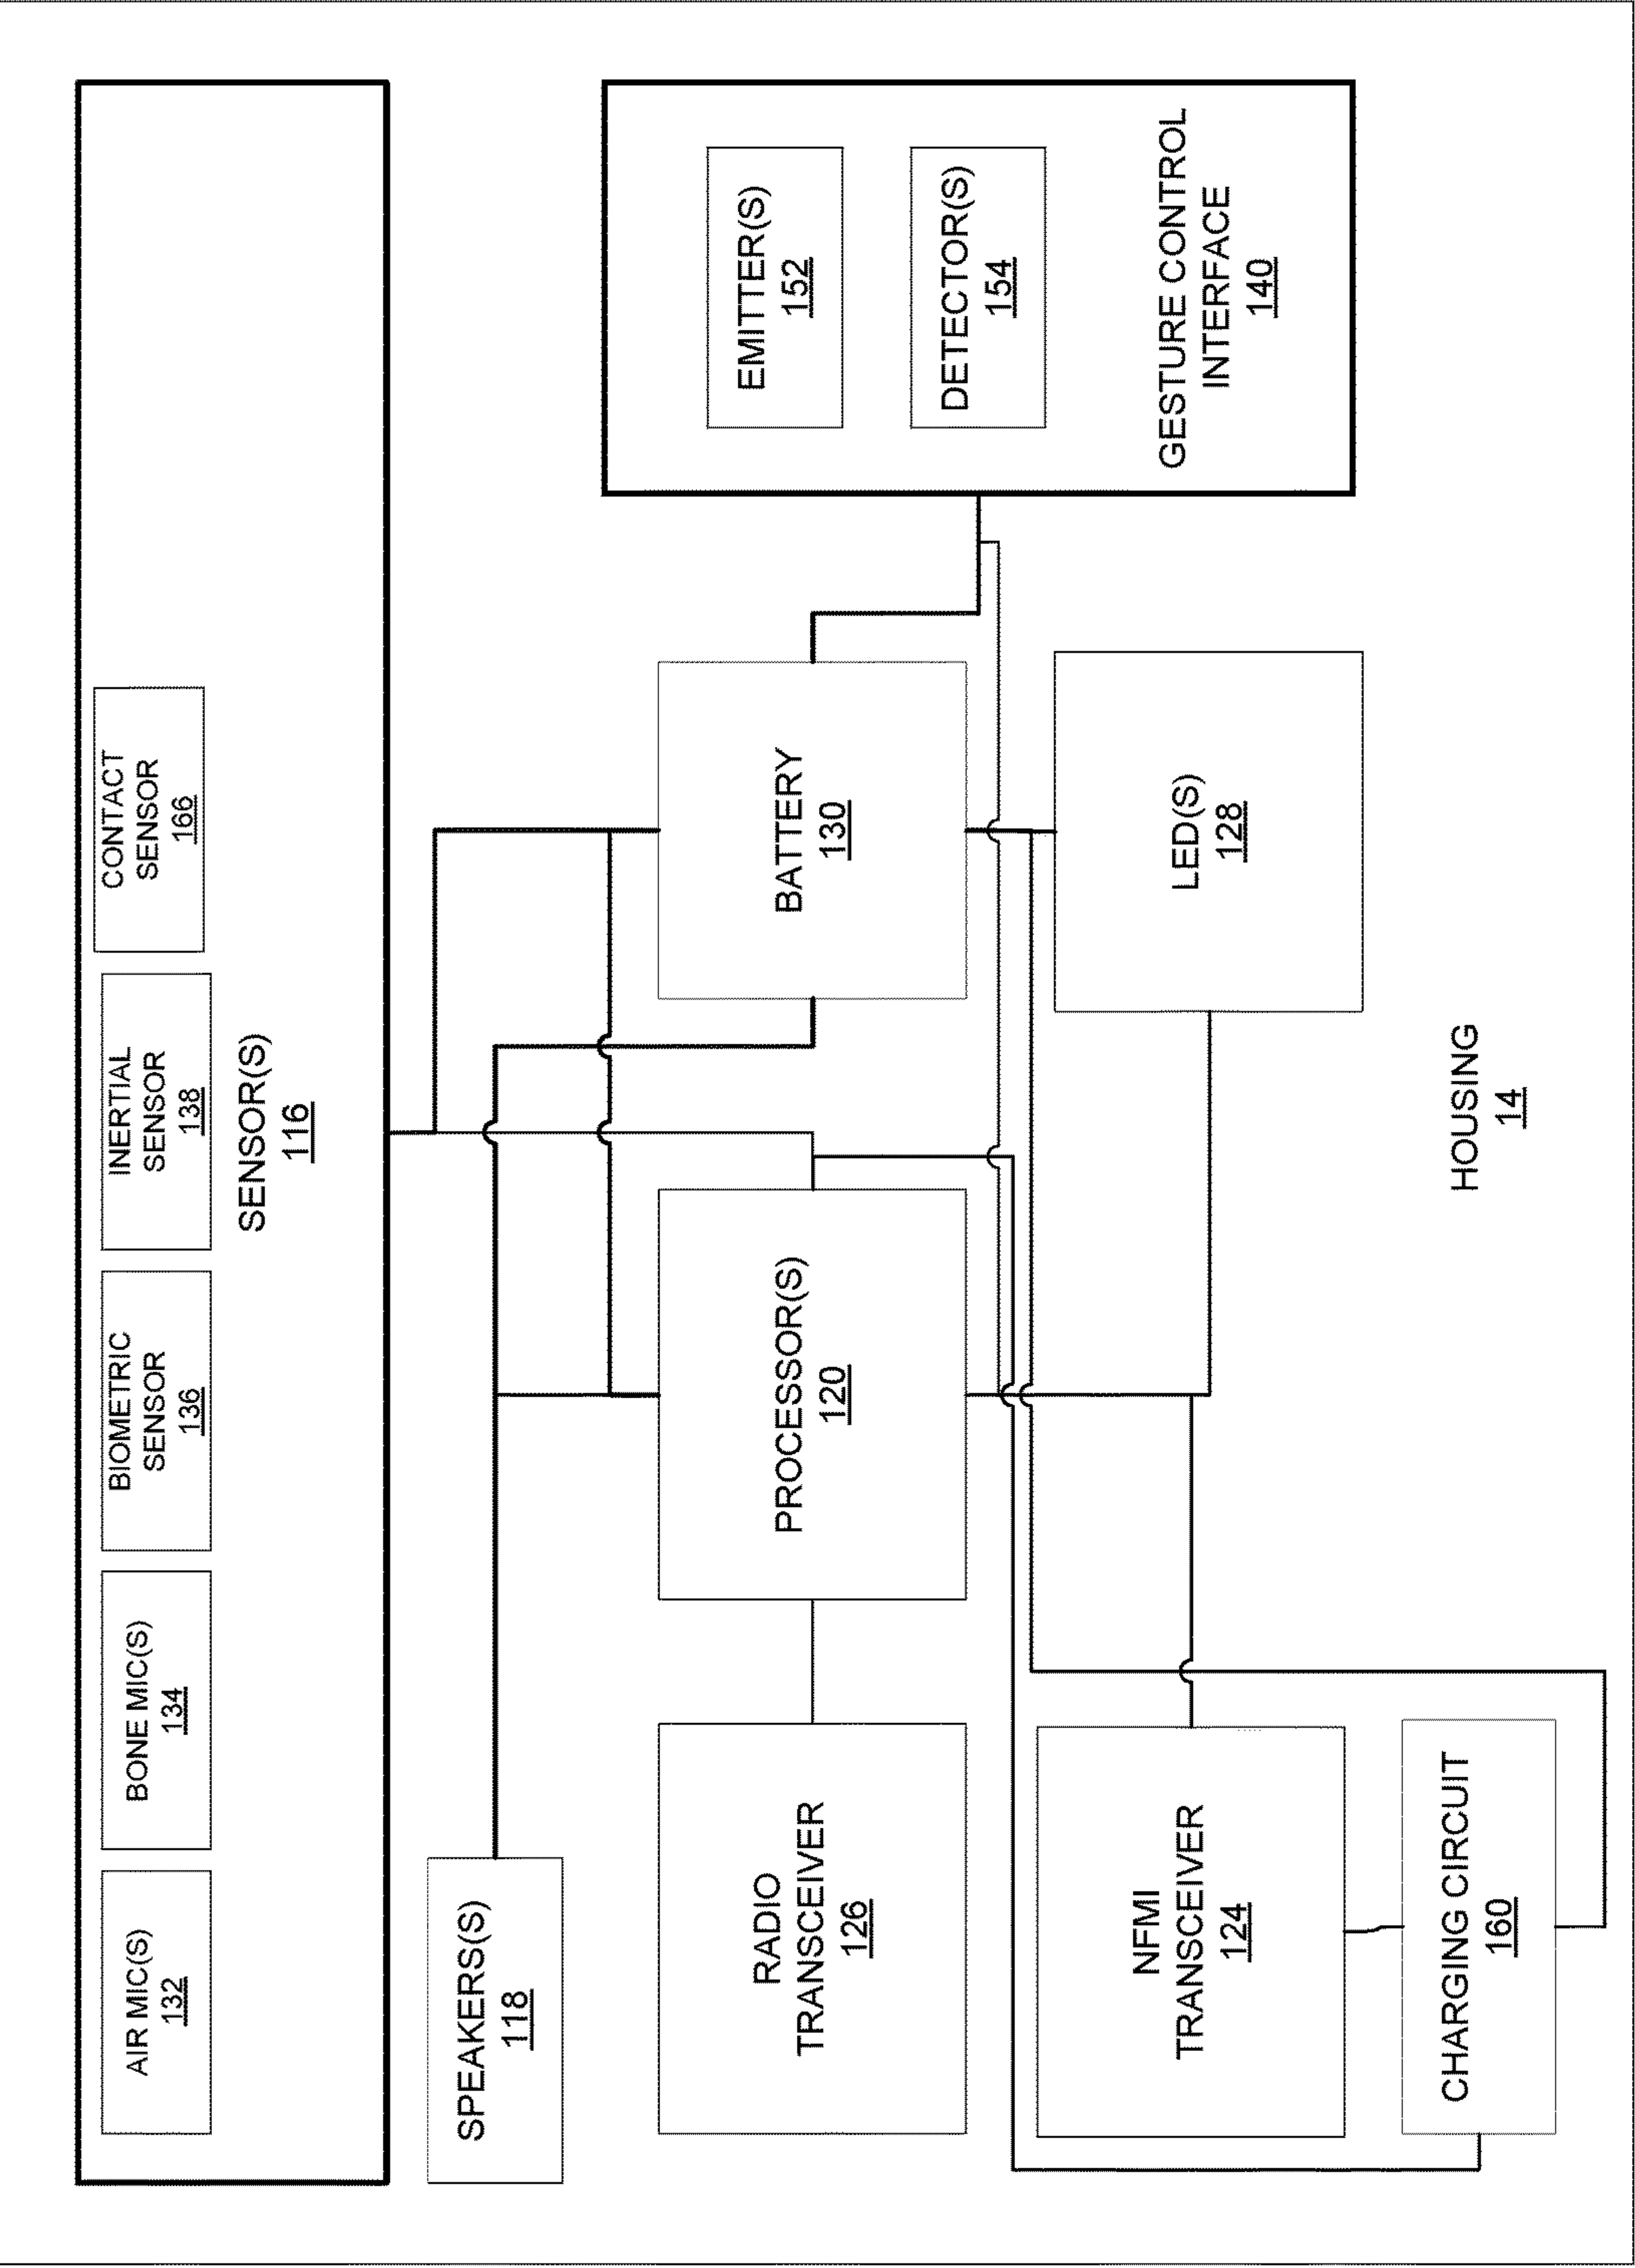 AIR MIC(S)
132
BONE MIC(S)
134
BIOMETRIC
SENSOR
136
INERTIAL
SENSOR
138
CONTACT
SENSOR
166
SENSOR(S)
116
SPEAKERS(S)
118
RADIO
TRANSCEIVER
126
PROCESSOR(S)
120
BATTERY
130
EMITTER(S)
152
DETECTOR(S)
154
GESTURE CONTROL
INTERFACE
140
NFMI
TRANSCEIVER
124
LED(S)
128
CHARGING CIRCUIT
160
HOUSING
14